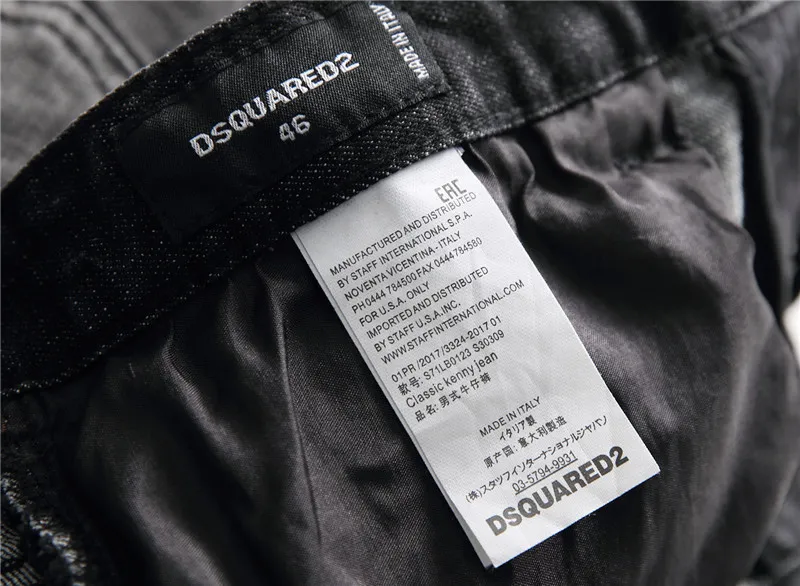 DSQUARED2
46
MADE IN ITALY
EAC
MANUFACTURED AND DISTRIBUTED
BY STAFF INTERNATIONAL S.P.A.
NOVENTA VICENTINA - ITALY
PH 0444 784500 FAX 0444784580
FOR U.S.A. ONLY
IMPORTED AND DISTRIBUTED
BY STAFF U.S.A. INC.
WWW.STAFFINTERNATIONAL.COM
01PR / 2017 / 3324-2017 01
款号: S71LB0123 S30309
Classic kenny jean
品名: 男式牛仔裤
MADE IN ITALY
イタリア製
原产国: 意大利製造
(株)スタッフインターナショナルジャパン
03-5794-9931
DSQUARED2